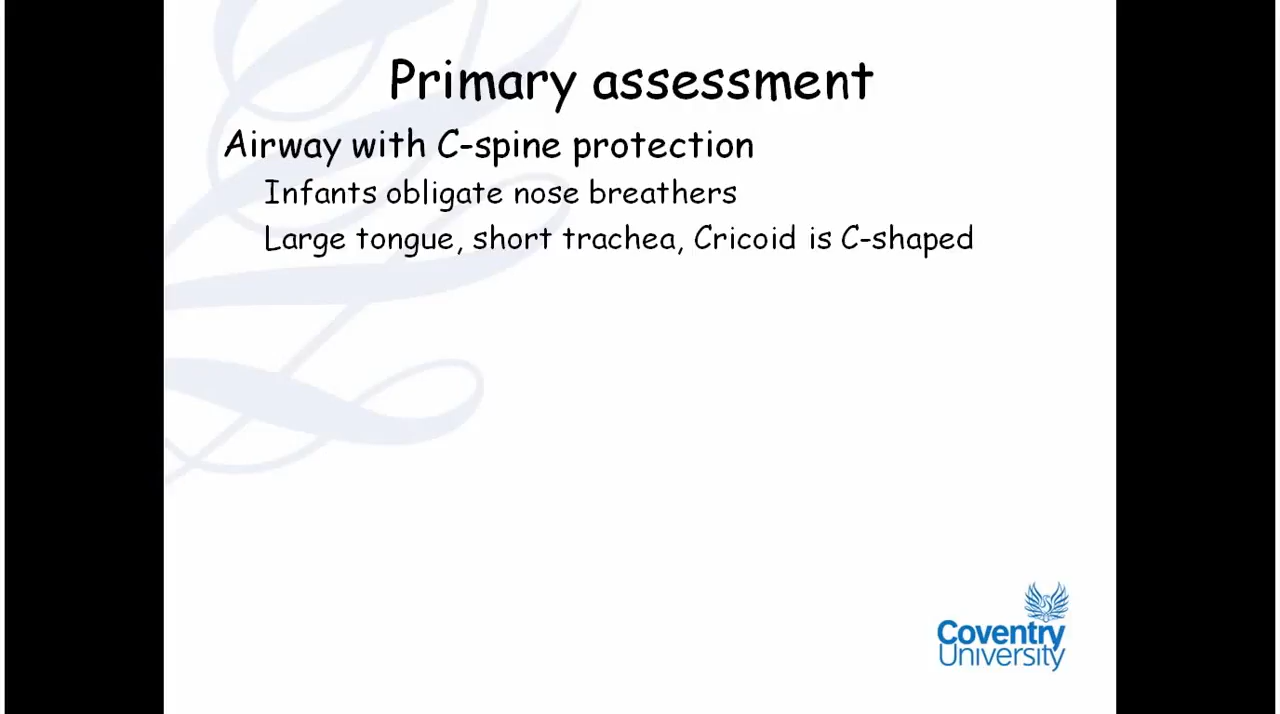 Primary assessment
Airway with C-spine protection
Infants obligate nose breathers
Large tongue, short trachea, Cricoid is C-shaped
Coventry
University